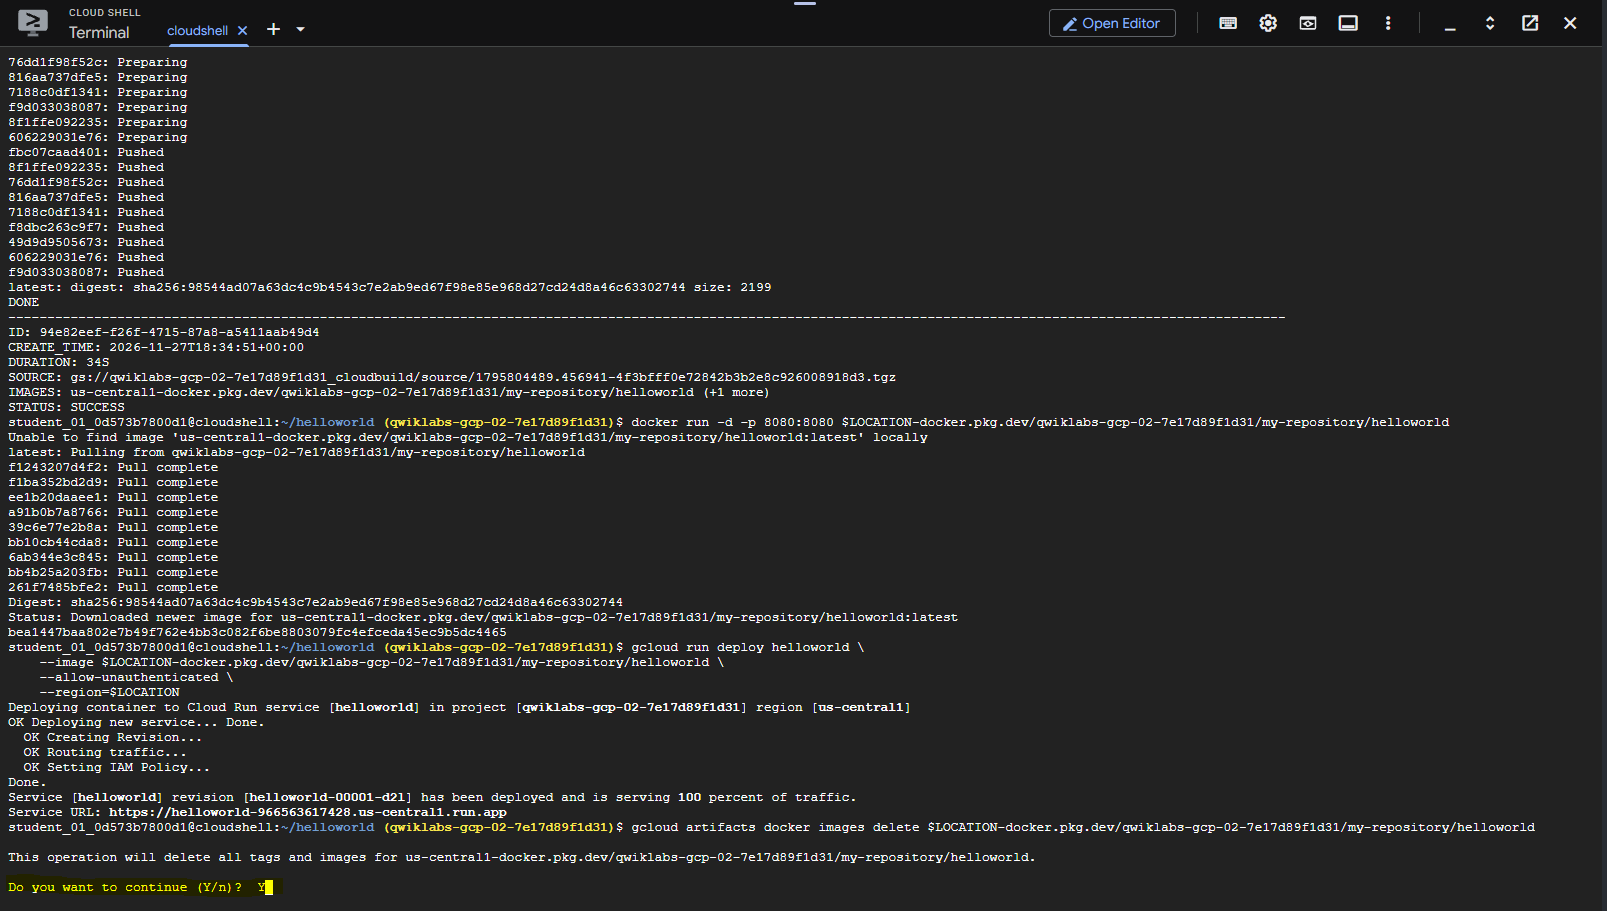 CLOUD SHELL
Terminal
cloudshell
Open Editor
76dd1f98f52c: Preparing
816aa737dfe5: Preparing
7188c0df1341: Preparing
f9d033038087: Preparing
8f1ffe092235: Preparing
606229031e76: Preparing
fbc07caad401: Pushed
8f1ffe092235: Pushed
76dd1f98f52c: Pushed
816aa737dfe5: Pushed
7188c0df1341: Pushed
f8dbc263c9f7: Pushed
49d9d9505673: Pushed
606229031e76: Pushed
f9d033038087: Pushed
latest: digest: sha256:98544ad07a63dc4c9b4543c7e2ab9ed67f98e85e968d27cd24d8a46c63302744 size: 2199
DONE
--------------------------------------------------------------------------------------------------------------------------------------------------------------------
ID: 94e82eef-f26f-4715-87a8-a5411aab49d4
CREATE_TIME: 2026-11-27T18:34:51+00:00
DURATION: 34S
SOURCE: gs://qwiklabs-gcp-02-7e17d89f1d31_cloudbuild/source/1795804489.456941-4f3bfff0e72842b3b2e8c926008918d3.tgz
IMAGES: us-central1-docker.pkg.dev/qwiklabs-gcp-02-7e17d89f1d31/my-repository/helloworld (+1 more)
STATUS: SUCCESS
student_01_0d573b7800d1@cloudshell:~/helloworld (qwiklabs-gcp-02-7e17d89f1d31)$ docker run -d -p 8080:8080 $LOCATION-docker.pkg.dev/qwiklabs-gcp-02-7e17d89f1d31/my-repository/helloworld
Unable to find image 'us-central1-docker.pkg.dev/qwiklabs-gcp-02-7e17d89f1d31/my-repository/helloworld:latest' locally
latest: Pulling from qwiklabs-gcp-02-7e17d89f1d31/my-repository/helloworld
f1243207d4f2: Pull complete
f1ba352bd2d9: Pull complete
ee1b20daaee1: Pull complete
a91b0b7a8766: Pull complete
39c6e77e2b8a: Pull complete
bb10cb44cda8: Pull complete
6ab344e3c845: Pull complete
bb4b25a203fb: Pull complete
261f7485bfe2: Pull complete
Digest: sha256:98544ad07a63dc4c9b4543c7e2ab9ed67f98e85e968d27cd24d8a46c63302744
Status: Downloaded newer image for us-central1-docker.pkg.dev/qwiklabs-gcp-02-7e17d89f1d31/my-repository/helloworld:latest
bea1447baa802e7b49f762e4bb3c082f6be8803079fc4efceda45ec9b5dc4465
student_01_0d573b7800d1@cloudshell:~/helloworld (qwiklabs-gcp-02-7e17d89f1d31)$ gcloud run deploy helloworld \
    --image $LOCATION-docker.pkg.dev/qwiklabs-gcp-02-7e17d89f1d31/my-repository/helloworld \
    --allow-unauthenticated \
    --region=$LOCATION
Deploying container to Cloud Run service [helloworld] in project [qwiklabs-gcp-02-7e17d89f1d31] region [us-central1]
OK Deploying new service... Done.
  OK Creating Revision...
  OK Routing traffic...
  OK Setting IAM Policy...
Done.
Service [helloworld] revision [helloworld-00001-d2l] has been deployed and is serving 100 percent of traffic.
Service URL: https://helloworld-966563617428.us-central1.run.app
student_01_0d573b7800d1@cloudshell:~/helloworld (qwiklabs-gcp-02-7e17d89f1d31)$ gcloud artifacts docker images delete $LOCATION-docker.pkg.dev/qwiklabs-gcp-02-7e17d89f1d31/my-repository/helloworld
This operation will delete all tags and images for us-central1-docker.pkg.dev/qwiklabs-gcp-02-7e17d89f1d31/my-repository/helloworld.
Do you want to continue (Y/n)?  Y